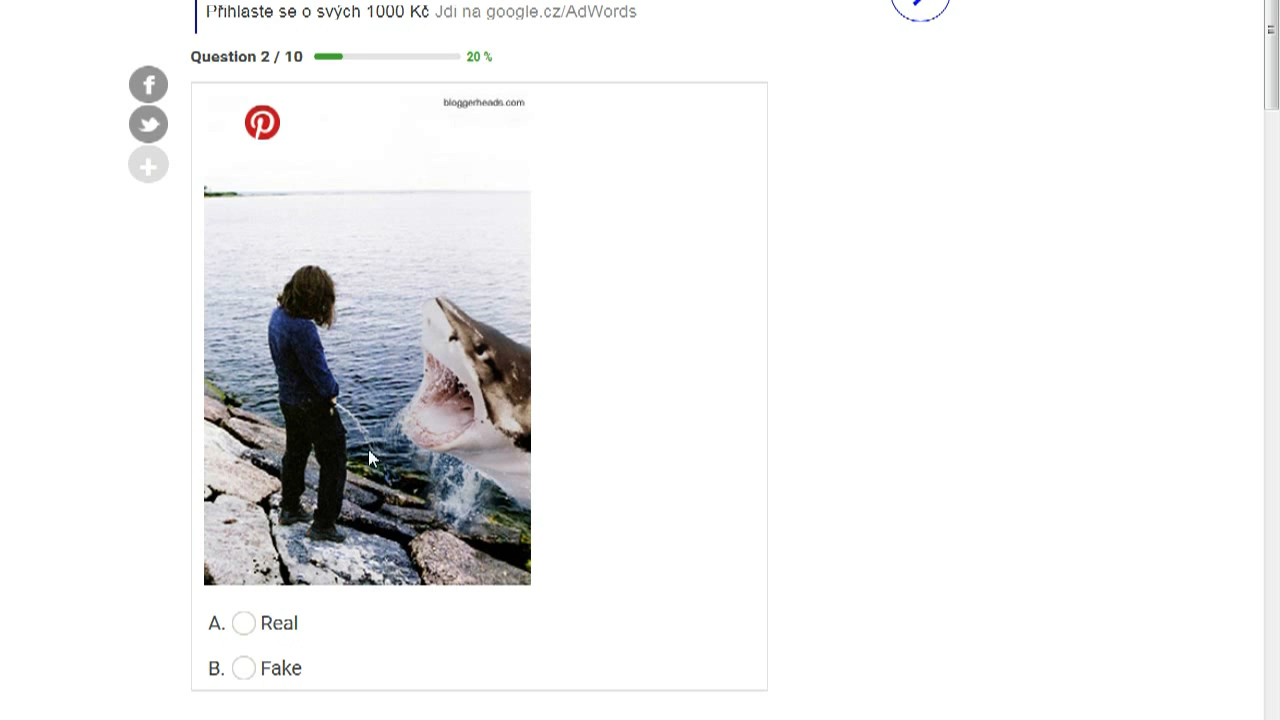 Přihlaste se o svých 1000 Kč Jdi na google.cz/AdWords
Question 2 / 10 20 %
bloggerheads.com
A. Real
B. Fake